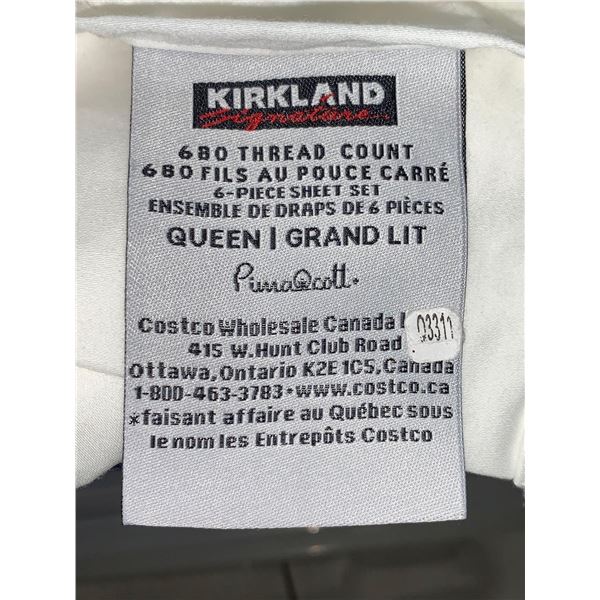 KIRKLAND
Signature
680 THREAD COUNT
680 FILS AU POUCE CARRÉ
6-PIECE SHEET SET
ENSEMBLE DE DRAPS DE 6 PIÈCES
QUEEN | GRAND LIT
PimaCott.
Costco Wholesale Canada
415 W.Hunt Club Road
Ottawa,Ontario K2E 1C5,Canada
1-800-463-3783•www.costco.ca
*faisant affaire au Québec sous
le nom les Entrepôts Costco